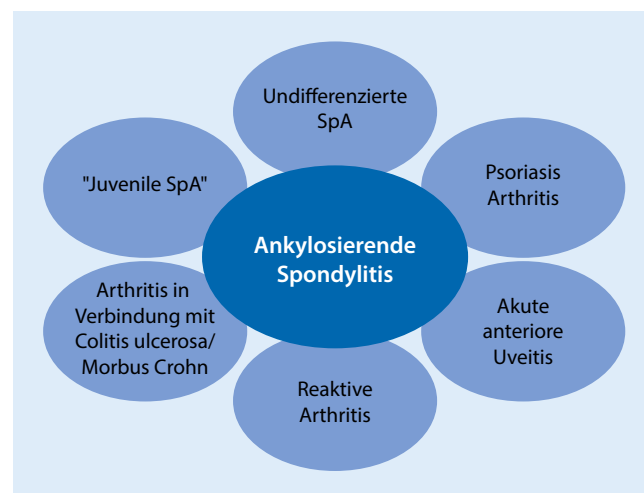 Undifferenzierte
SpA
"Juvenile SpA"
Psoriasis
Arthritis
Ankylosierende
Spondylitis
Arthritis in
Verbindung mit
Colitis ulcerosa/
Morbus Crohn
Akute
anteriore
Uveitis
Reaktive
Arthritis